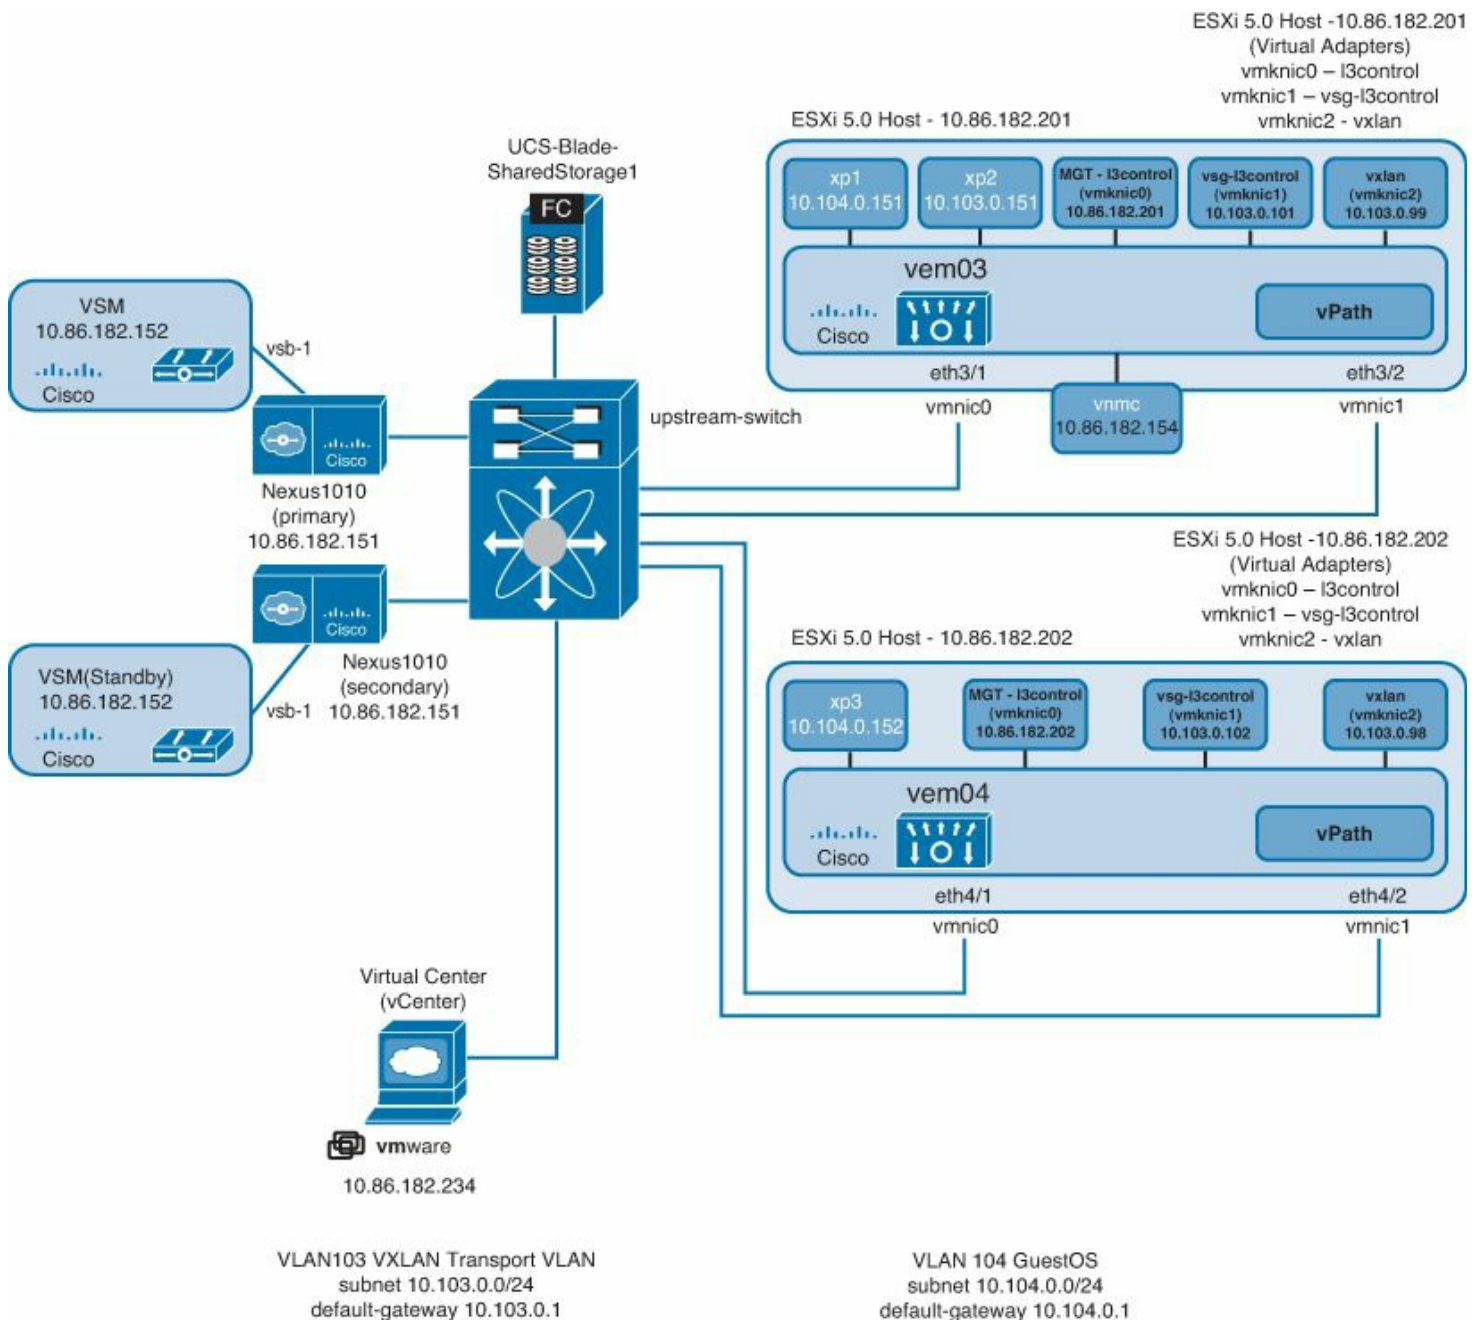 ESXi 5.0 Host -10.86.182.201
(Virtual Adapters)
vmknic0 – l3control
vmknic1 – vsg-l3control
vmknic2 - vxlan
ESXi 5.0 Host - 10.86.182.201
UCS-Blade-
SharedStorage1
FC
xp1
10.104.0.151
xp2
10.103.0.151
MGT - l3control
(vmknic0)
10.86.182.201
vsg-l3control
(vmknic1)
10.103.0.101
vxlan
(vmknic2)
10.103.0.99
vem03
Cisco
vPath
eth3/1
eth3/2
vmnic0
vnmc
10.86.182.154
vmnic1
VSM
10.86.182.152
Cisco
vsb-1
Cisco
Nexus1010
(primary)
10.86.182.151
upstream-switch
Cisco
Nexus1010
(secondary)
10.86.182.151
VSM(Standby)
10.86.182.152
Cisco
vsb-1
ESXi 5.0 Host -10.86.182.202
(Virtual Adapters)
vmknic0 – l3control
vmknic1 – vsg-l3control
vmknic2 - vxlan
ESXi 5.0 Host - 10.86.182.202
xp3
10.104.0.152
MGT - l3control
(vmknic0)
10.86.182.202
vsg-l3control
(vmknic1)
10.103.0.102
vxlan
(vmknic2)
10.103.0.98
vem04
Cisco
vPath
eth4/1
eth4/2
vmnic0
vmnic1
Virtual Center
(vCenter)
vmware
10.86.182.234
VLAN103 VXLAN Transport VLAN
subnet 10.103.0.0/24
default-gateway 10.103.0.1
VLAN 104 GuestOS
subnet 10.104.0.0/24
default-gateway 10.104.0.1